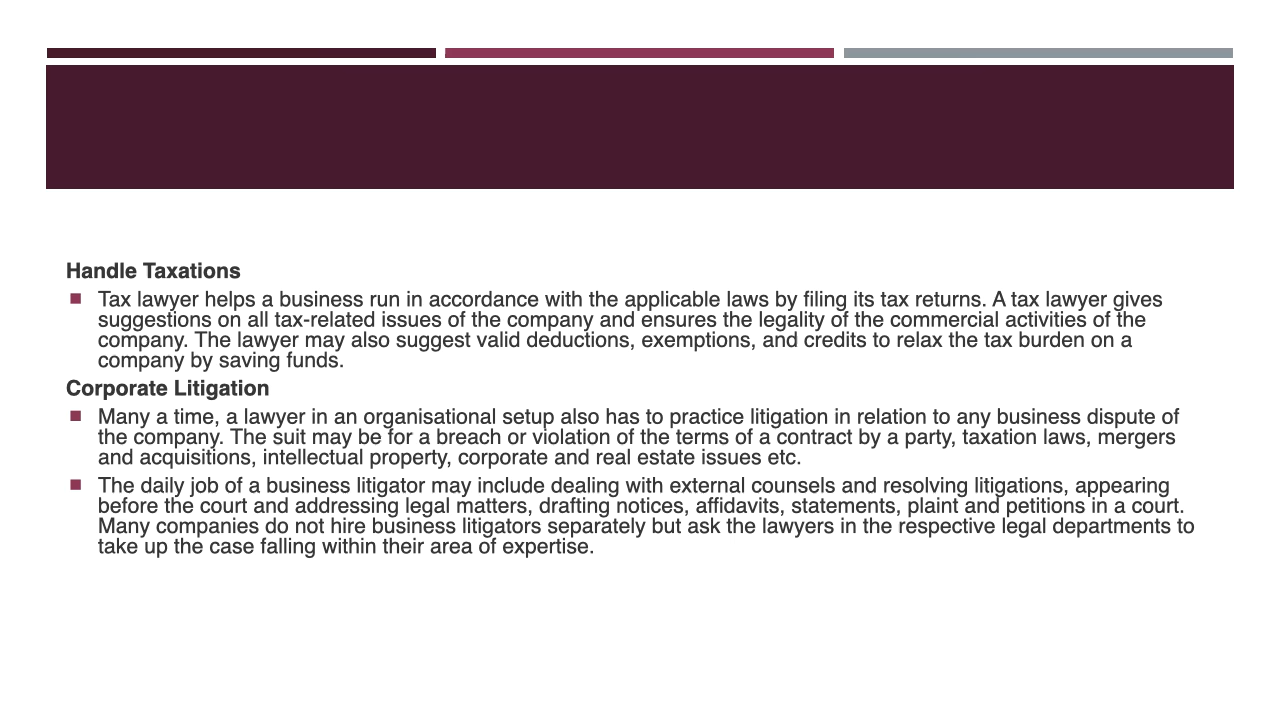 Handle Taxations
Tax lawyer helps a business run in accordance with the applicable laws by filing its tax returns. A tax lawyer gives
suggestions on all tax-related issues of the company and ensures the legality of the commercial activities of the
company. The lawyer may also suggest valid deductions, exemptions, and credits to relax the tax burden on a
company by saving funds.
Corporate Litigation
Many a time, a lawyer in an organisational setup also has to practice litigation in relation to any business dispute of
the company. The suit may be for a breach or violation of the terms of a contract by a party, taxation laws, mergers
and acquisitions, intellectual property, corporate and real estate issues etc.
The daily job of a business litigator may include dealing with external counsels and resolving litigations, appearing
before the court and addressing legal matters, drafting notices, affidavits, statements, plaint and petitions in a court.
Many companies do not hire business litigators separately but ask the lawyers in the respective legal departments to
take up the case falling within their area of expertise.